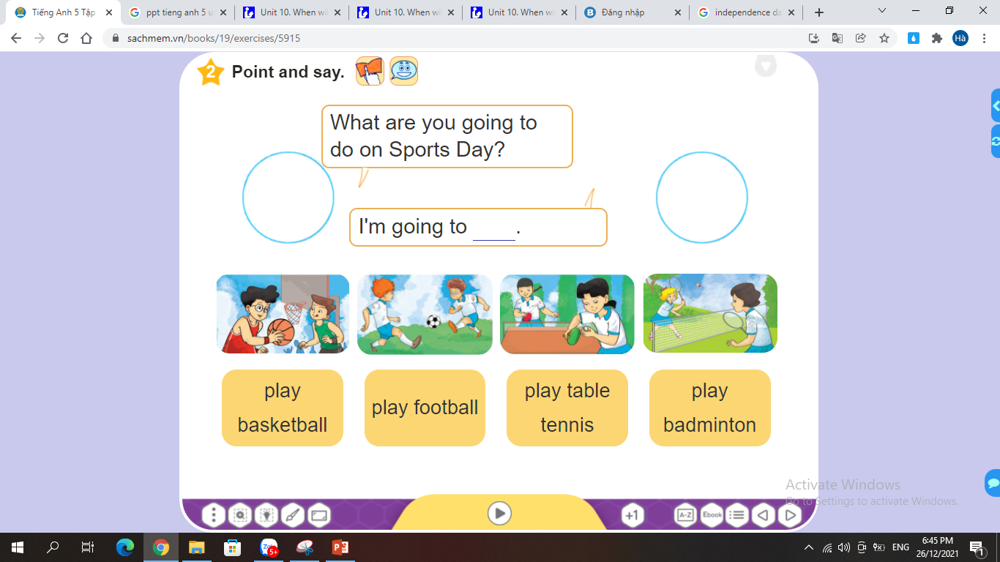 Tiếng Anh 5 Tập
ppt tieng anh 5 u
Unit 10. When wil
Unit 10. When wi
Unit 10. When wi
Đăng nhập
independence da
sachmem.vn/books/19/exercises/5915
Hà
2 Point and say.
What are you going to
do on Sports Day?
I'm going to ____.
play
basketball
play football
play table
tennis
play
badminton
Activate Windows
Go to Settings to activate Windows.
+1
A-Z
Ebook
5+
ENG
6:45 PM
26/12/2021
1